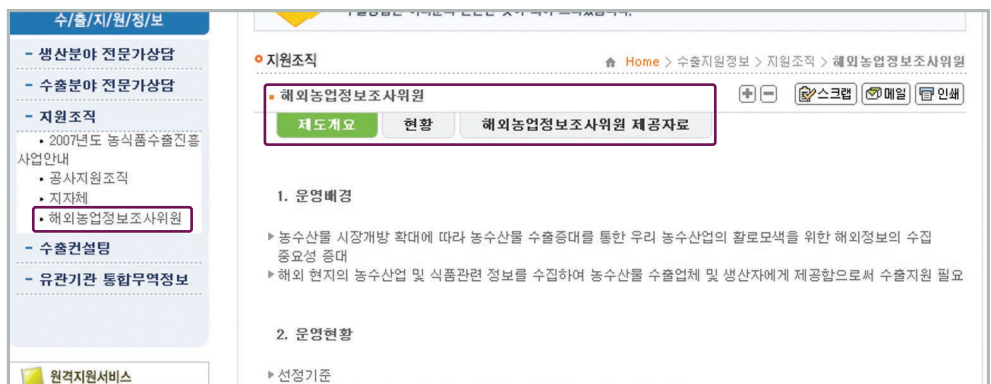 수/출/지/원/정/보
- 생산분야 전문가상담
- 수출분야 전문가상담
- 지원조직
• 2007년도 농식품수출진흥
사업안내
• 공사지원조직
• 지자체
• 해외농업정보조사위원
- 수출컨설팅
- 유관기관 통합무역정보
원격지원서비스
지원조직
Home > 수출지원정보 > 지원조직 > 해외농업정보조사위원
해외농업정보조사위원
스크랩 메일 인쇄
제도개요 현황 해외농업정보조사위원 제공자료
1. 운영배경
농수산물 시장개방 확대에 따라 농수산물 수출증대를 통한 우리 농수산업의 활로모색을 위한 해외정보의 수집
중요성 증대
해외 현지의 농수산업 및 식품관련 정보를 수집하여 농수산물 수출업체 및 생산자에게 제공함으로써 수출지원 필요
2. 운영현황
선정기준